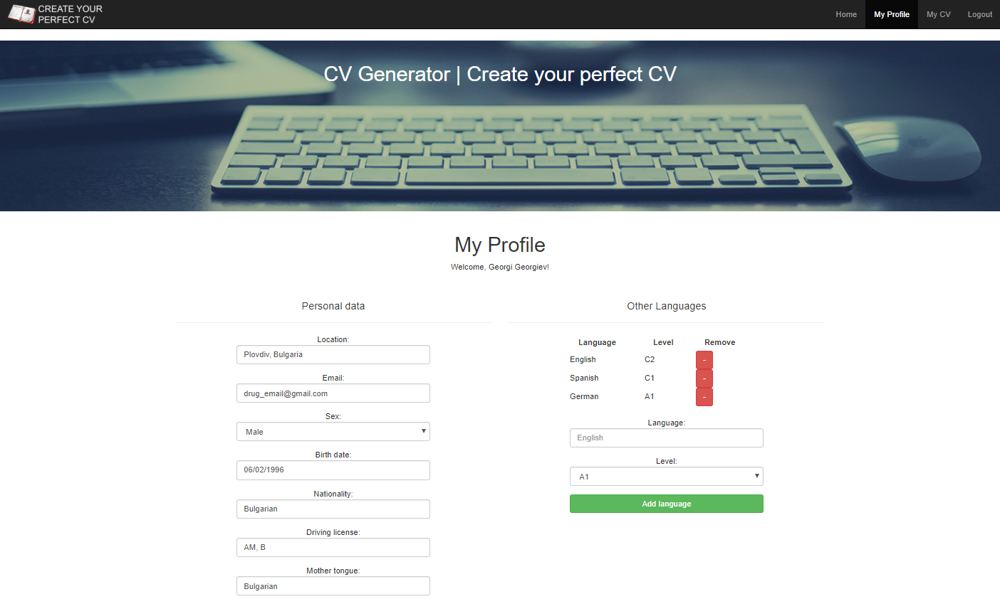 CREATE YOUR
PERFECT CV
Home
My Profile
My CV
Logout
CV Generator | Create your perfect CV
My Profile
Welcome, Georgi Georgiev!
Personal data
Location:
Plovdiv, Bulgaria
Email:
drug_email@gmail.com
Sex:
Male
Birth date:
06/02/1996
Nationality:
Bulgarian
Driving license:
AM, B
Mother tongue:
Bulgarian
Other Languages
Language Level Remove
English C2 -
Spanish C1 -
German A1 -
Language:
English
Level:
A1
Add language